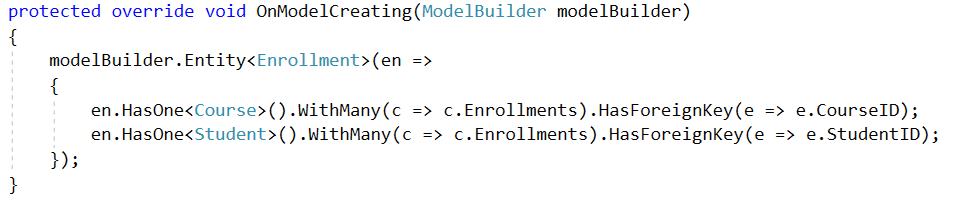 protected override void OnModelCreating(ModelBuilder modelBuilder)
{
    modelBuilder.Entity<Enrollment>(en =>
    {
        en.HasOne<Course>().WithMany(c => c.Enrollments).HasForeignKey(e => e.CourseID);
        en.HasOne<Student>().WithMany(c => c.Enrollments).HasForeignKey(e => e.StudentID);
    });
}